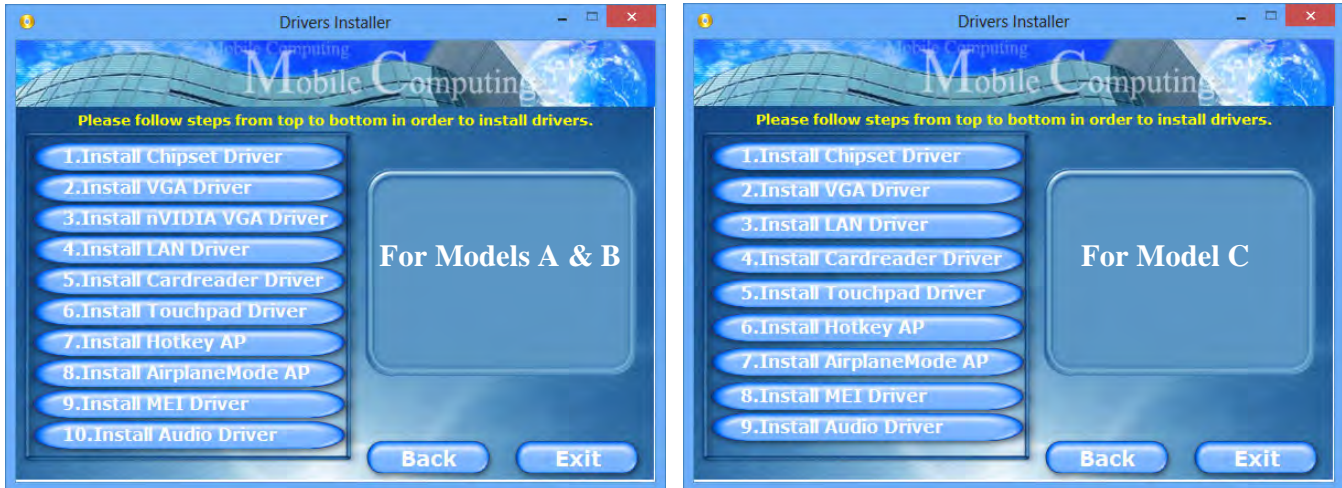 Drivers Installer
Mobile Computing
Mobile Computing
Please follow steps from top to bottom in order to install drivers.
1.Install Chipset Driver
2.Install VGA Driver
3.Install nVIDIA VGA Driver
4.Install LAN Driver
5.Install Cardreader Driver
6.Install Touchpad Driver
7.Install Hotkey AP
8.Install AirplaneMode AP
9.Install MEI Driver
10.Install Audio Driver
For Models A & B
Back
Exit
Drivers Installer
Mobile Computing
Mobile Computing
Please follow steps from top to bottom in order to install drivers.
1.Install Chipset Driver
2.Install VGA Driver
3.Install LAN Driver
4.Install Cardreader Driver
5.Install Touchpad Driver
6.Install Hotkey AP
7.Install AirplaneMode AP
8.Install MEI Driver
9.Install Audio Driver
For Model C
Back
Exit